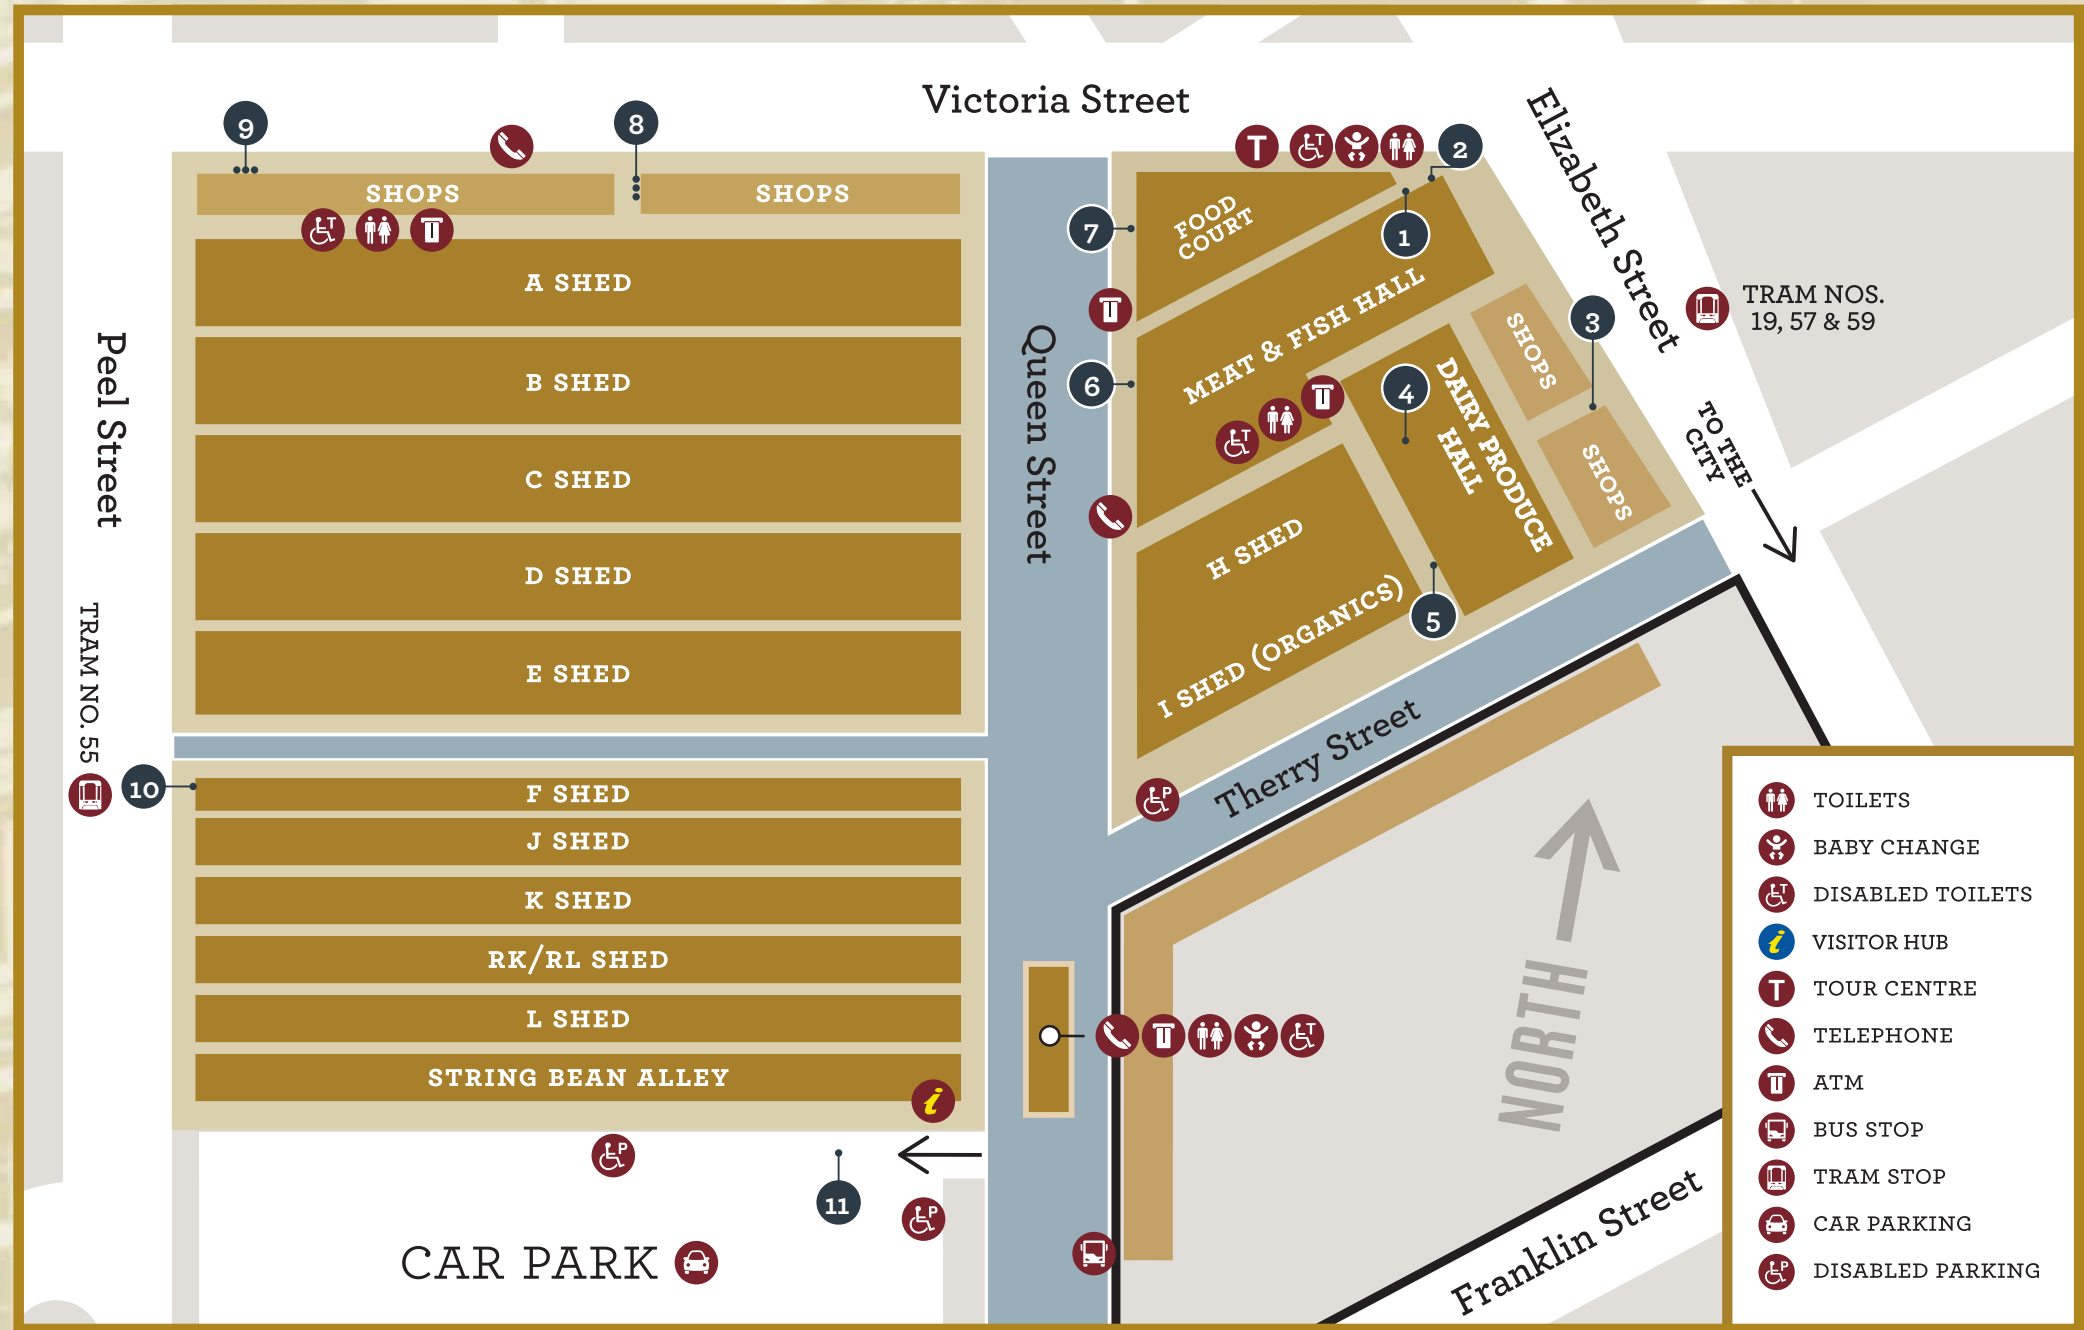 Victoria Street
Elizabeth Street
9
8
T
T
2
SHOPS
SHOPS
T
A SHED
B SHED
C SHED
D SHED
E SHED
Peel Street
TRAM NO. 55
10
Queen Street
7
FOOD
COURT
1
6
MEAT & FISH HALL
T
4
DAIRY PRODUCE
HALL
SHOPS
3
SHOPS
TRAM NOS.
19, 57 & 59
TO THE
CITY
H SHED
I SHED (ORGANICS)
5
P
Therry Street
F SHED
J SHED
K SHED
RK/RL SHED
L SHED
STRING BEAN ALLEY
i
T
P
11
P
CAR PARK
NORTH
Franklin Street
TOILETS
BABY CHANGE
T DISABLED TOILETS
i VISITOR HUB
T TOUR CENTRE
TELEPHONE
ATM
BUS STOP
TRAM STOP
CAR PARKING
P DISABLED PARKING